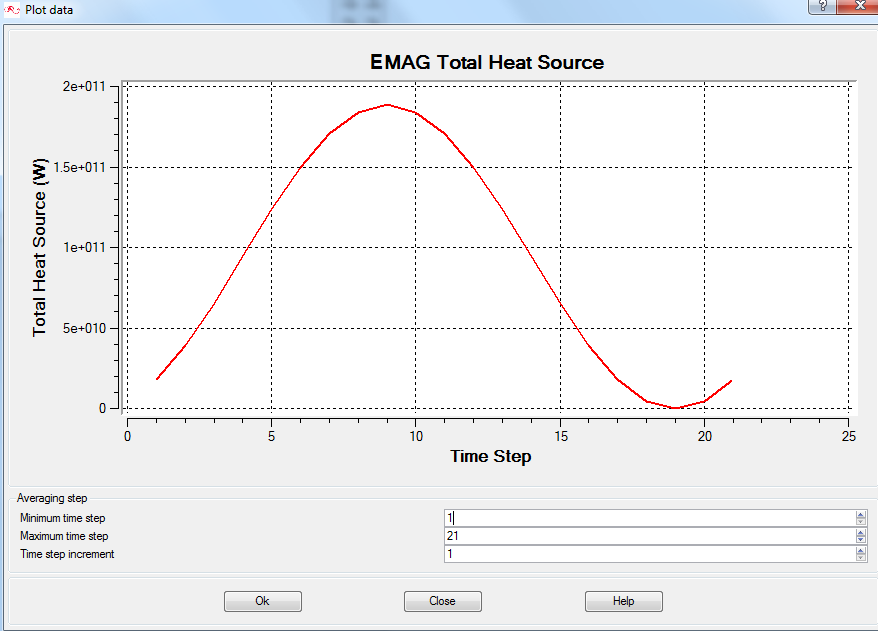 Plot data
?
EMAG Total Heat Source
2e+011
1.5e+011
1e+011
5e+010
0
Total Heat Source (W)
0 5 10 15 20 25
Time Step
Averaging step
Minimum time step 1
Maximum time step 21
Time step increment 1
Ok Close Help